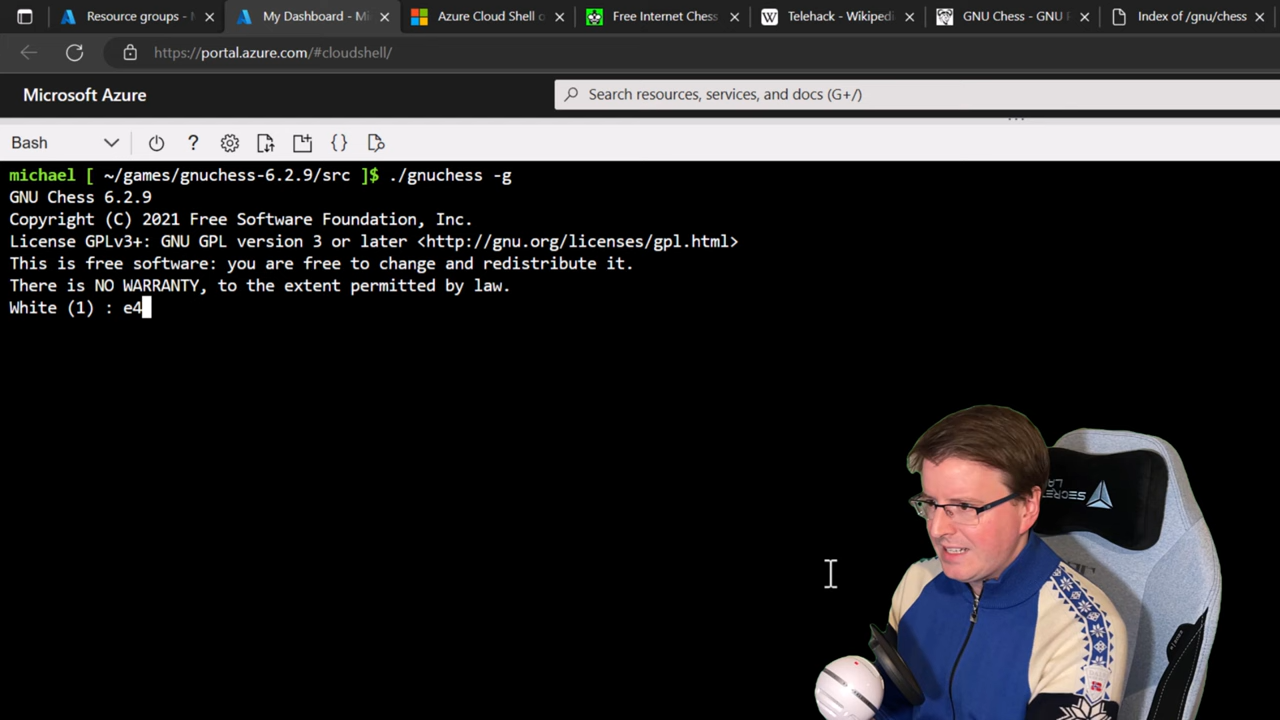 Resource groups -
My Dashboard - Mi
Azure Cloud Shell o
Free Internet Chess
Telehack - Wikiped
GNU Chess - GNU
Index of /gnu/chess
https://portal.azure.com/#cloudshell/
Microsoft Azure
Search resources, services, and docs (G+/)
Bash
michael [ ~/games/gnuchess-6.2.9/src ]$ ./gnuchess -g
GNU Chess 6.2.9
Copyright (C) 2021 Free Software Foundation, Inc.
License GPLv3+: GNU GPL version 3 or later <http://gnu.org/licenses/gpl.html>
This is free software: you are free to change and redistribute it.
There is NO WARRANTY, to the extent permitted by law.
White (1) : e4